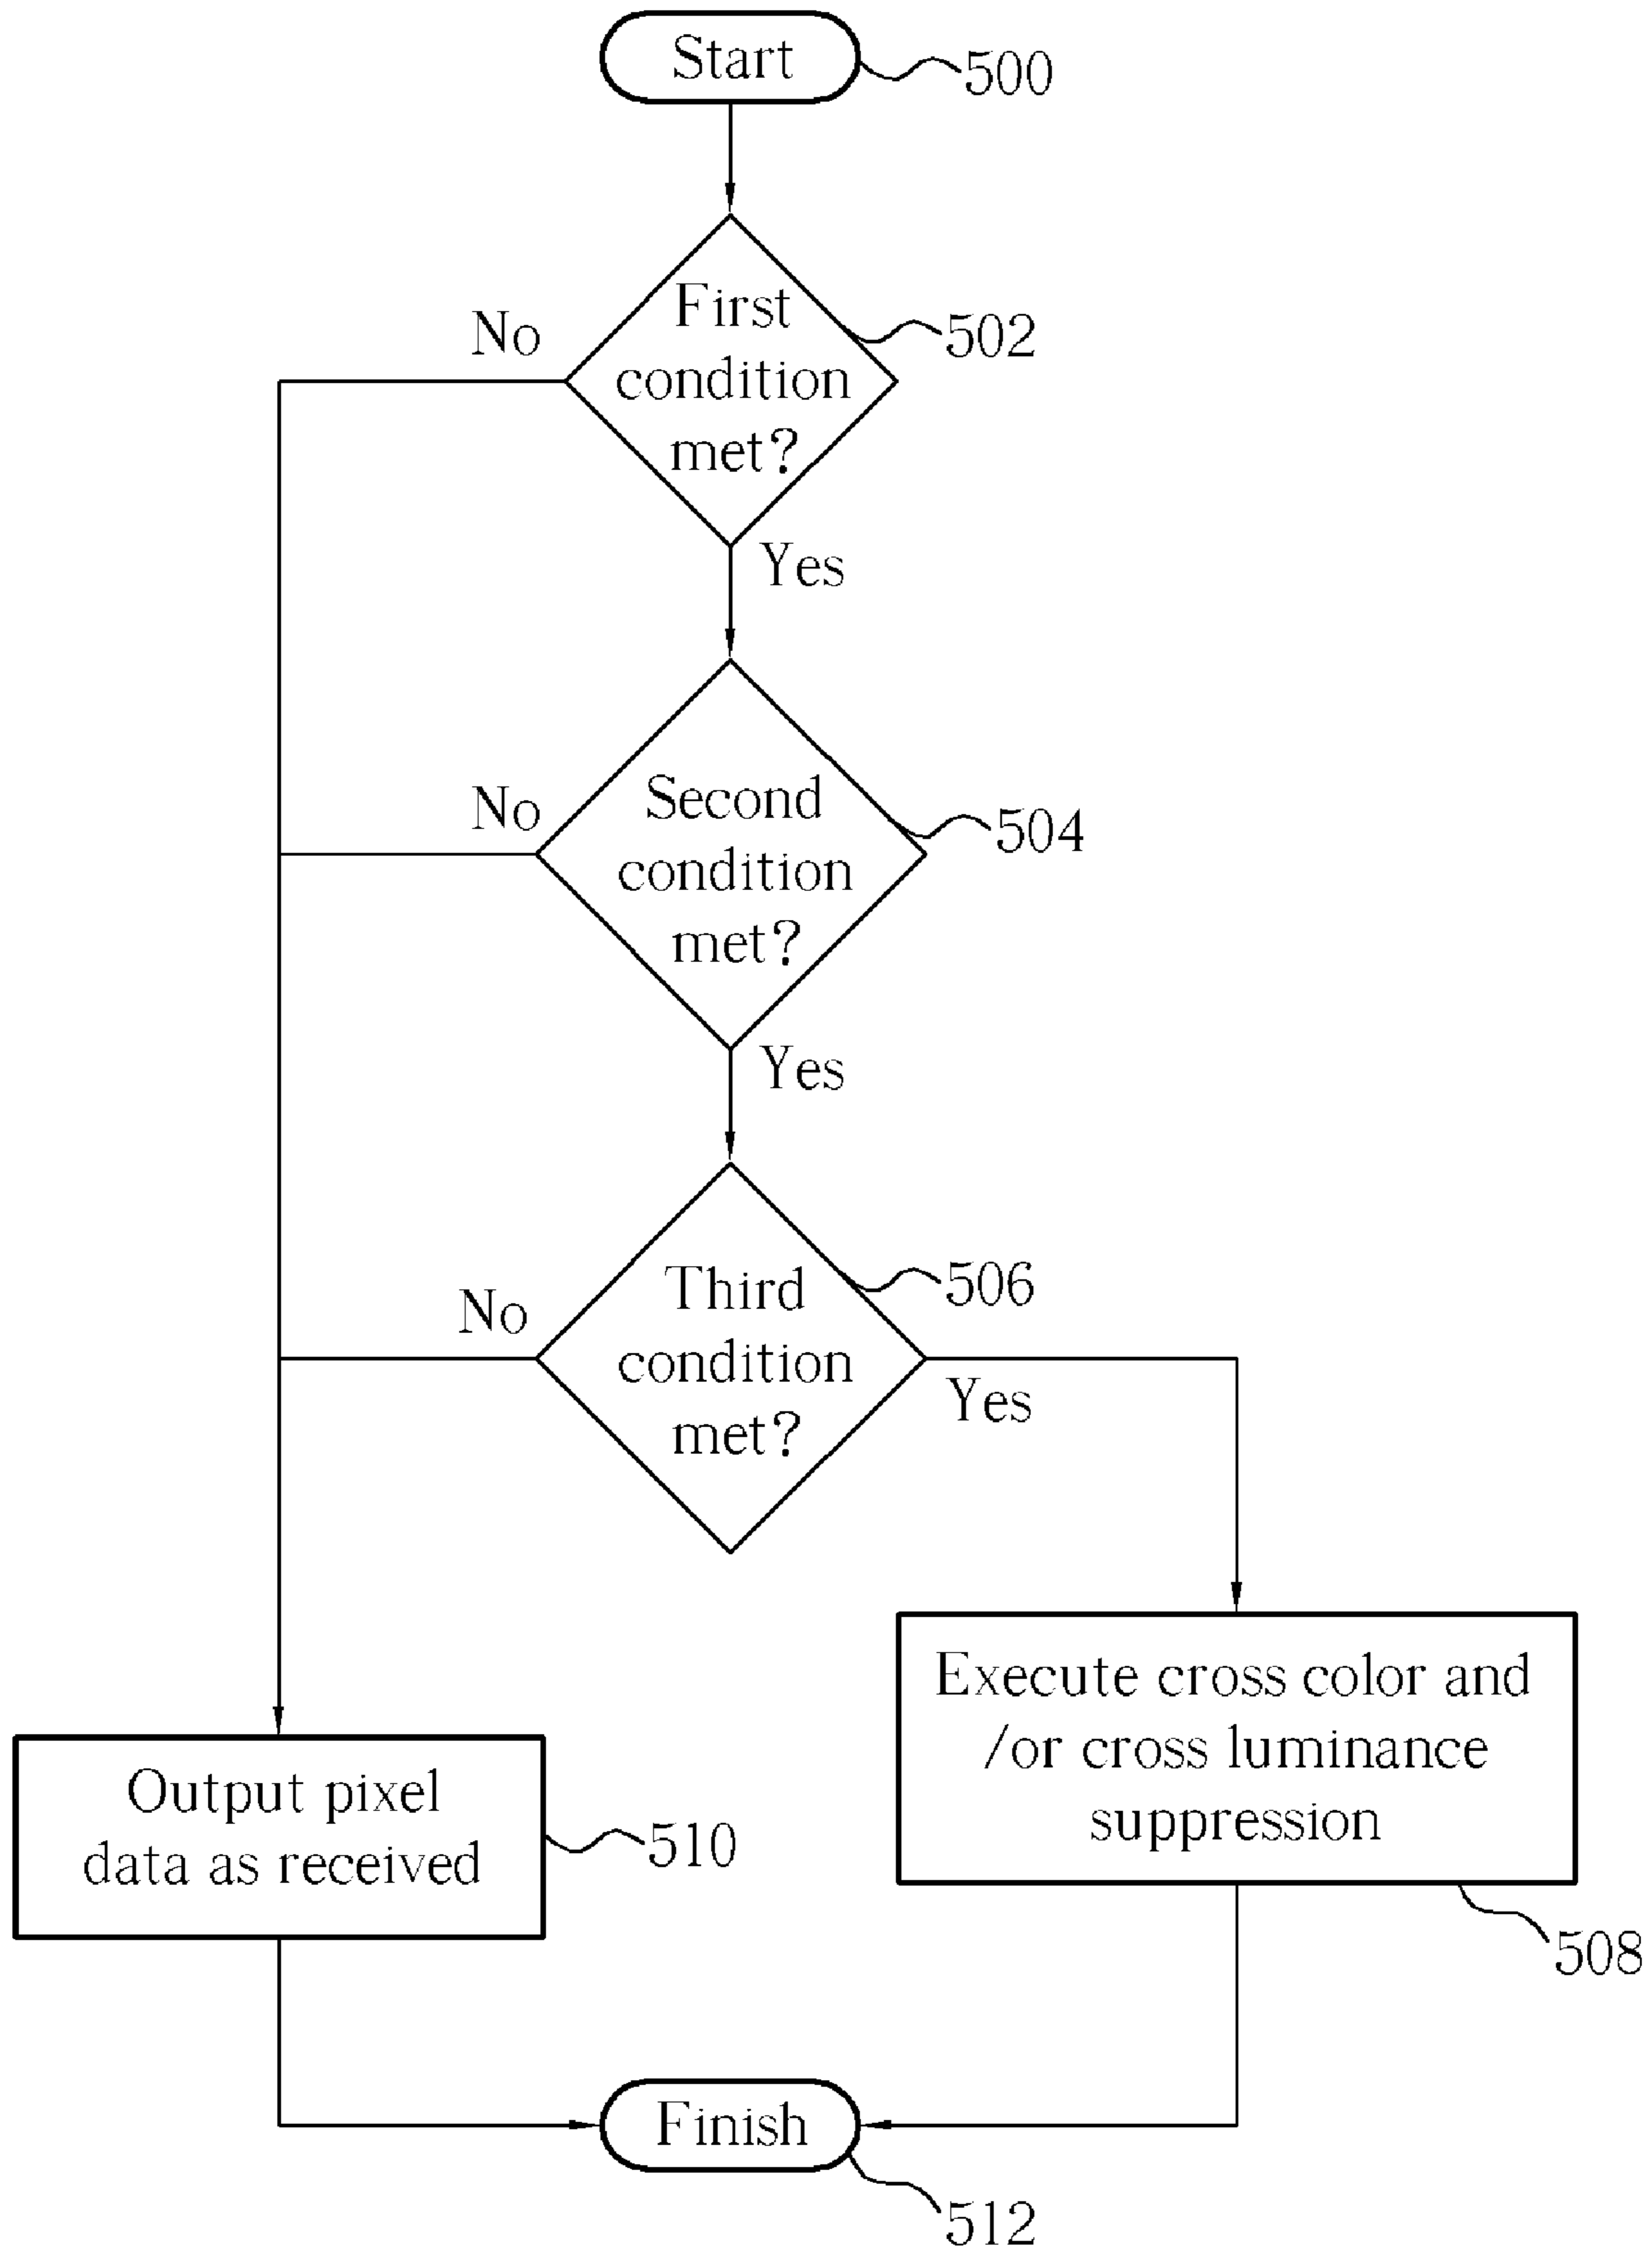 Start
500
First
condition
met?
502
No
Yes
Second
condition
met?
504
No
Yes
Third
condition
met?
506
No
Yes
Execute cross color and
/or cross luminance
suppression
508
Output pixel
data as received
510
Finish
512